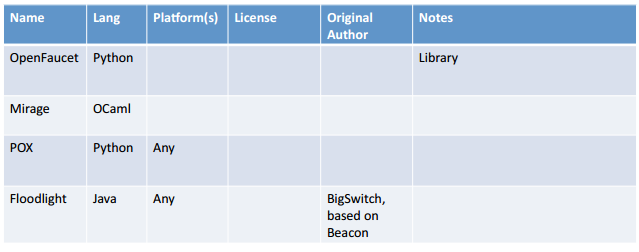 Name Lang Platform(s) License Original Notes
Author
OpenFaucet Python Library
Mirage OCaml
POX Python Any
Floodlight Java Any BigSwitch,
based on
Beacon